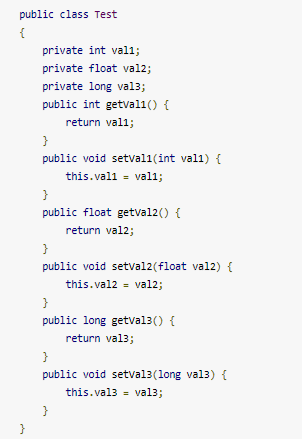 public class Test
{
    private int val1;
    private float val2;
    private long val3;
    public int getVal1() {
        return val1;
    }
    public void setVal1(int val1) {
        this.val1 = val1;
    }
    public float getVal2() {
        return val2;
    }
    public void setVal2(float val2) {
        this.val2 = val2;
    }
    public long getVal3() {
        return val3;
    }
    public void setVal3(long val3) {
        this.val3 = val3;
    }
}